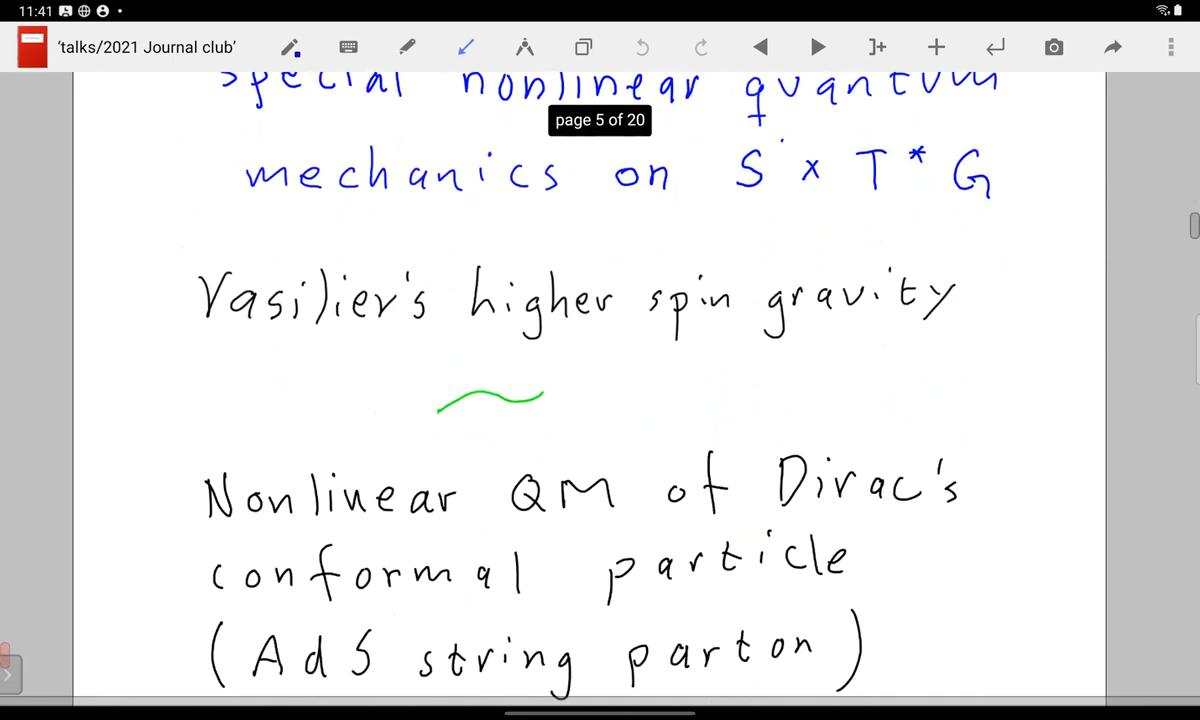 11:41
'talks/2021 Journal club'
special nonlinear quantum
page 5 of 20
mechanics on S' x T * G
Vasiliev's higher spin gravity
Nonlinear QM of Dirac's
conformal particle
(AdS string parton)